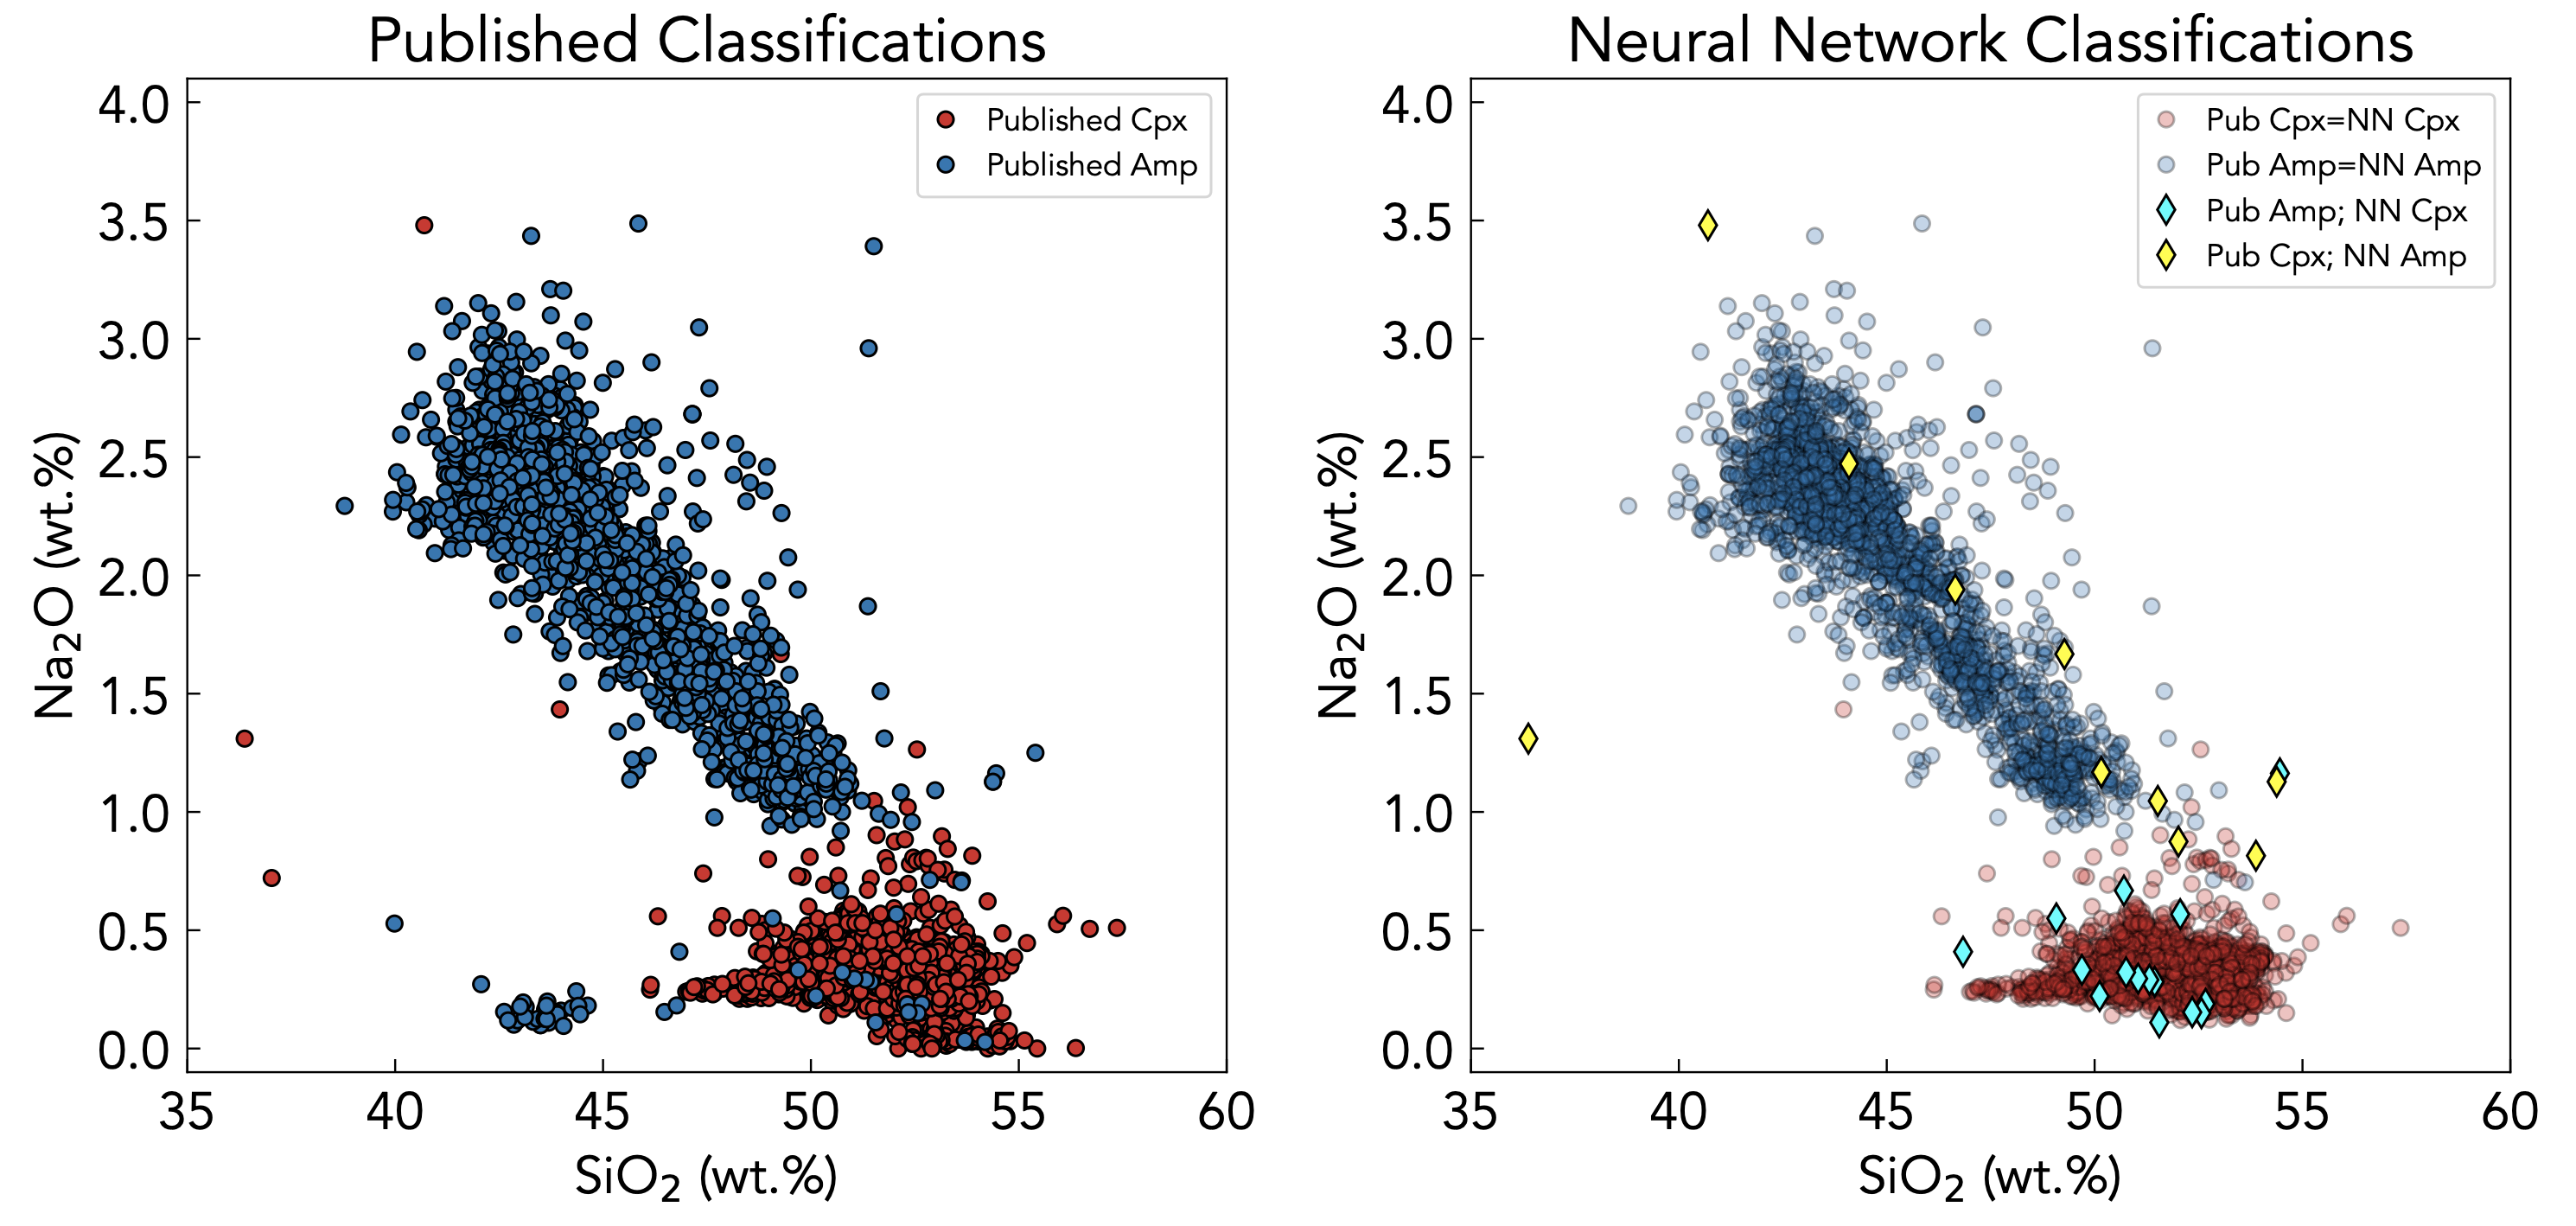 Published Classifications
Published Cpx
Published Amp
4.0
3.5
3.0
2.5
2.0
1.5
1.0
0.5
0.0
Na₂O (wt.%)
35 40 45 50 55 60
SiO₂ (wt.%)
Neural Network Classifications
Pub Cpx=NN Cpx
Pub Amp=NN Amp
Pub Amp; NN Cpx
Pub Cpx; NN Amp
4.0
3.5
3.0
2.5
2.0
1.5
1.0
0.5
0.0
Na₂O (wt.%)
35 40 45 50 55 60
SiO₂ (wt.%)